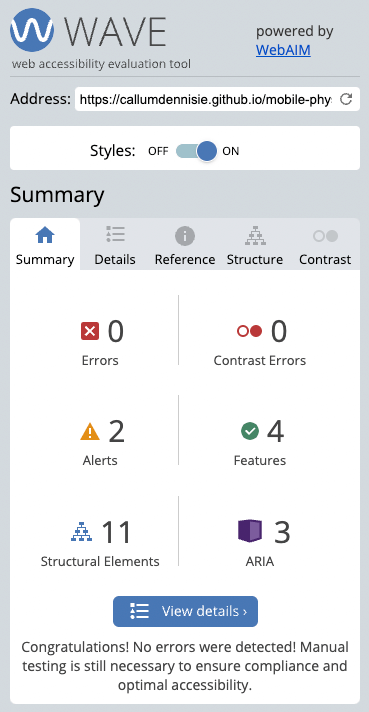 WAVE
web accessibility evaluation tool
powered by
WebAIM
Address: https://callumdennisie.github.io/mobile-phy
Styles: OFF ON
Summary
Summary Details Reference Structure Contrast
0
Errors
0
Contrast Errors
2
Alerts
4
Features
11
Structural Elements
3
ARIA
View details ›
Congratulations! No errors were detected! Manual
testing is still necessary to ensure compliance and
optimal accessibility.